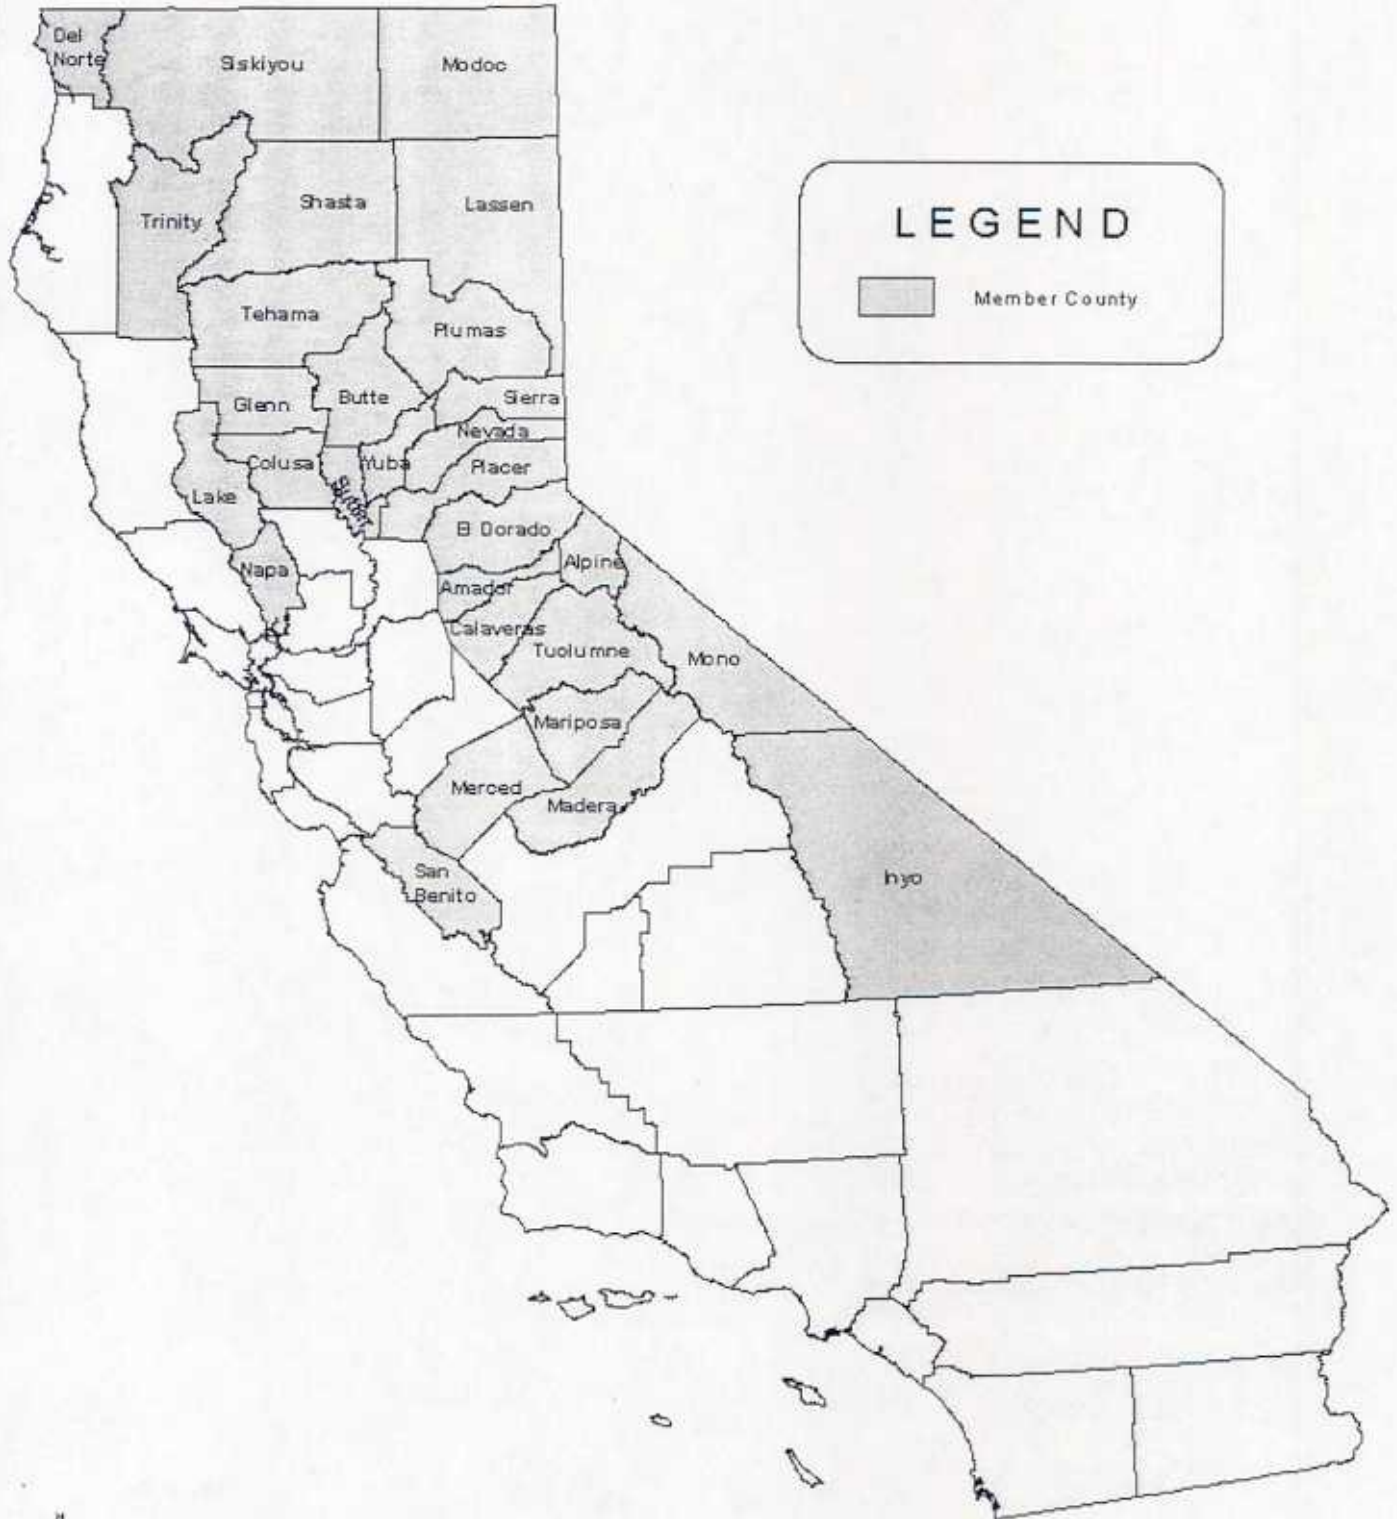 Del
Norte
Siskiyou
Modoc
Trinity
Shasta
Lassen
LEGEND
Member County
Tehama
Plumas
Glenn
Butte
Sierra
Nevada
Colusa
Yuba
Placer
Lake
Sutter
El Dorado
Napa
Alpine
Amador
Calaveras
Tuolumne
Mono
Mariposa
Merced
Madera
San
Benito
Inyo